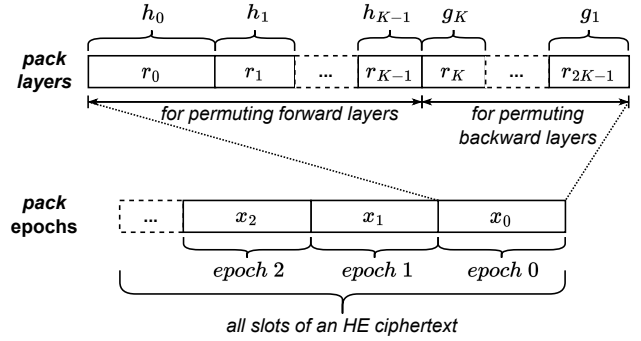 h_0 h_1 h_{K-1} g_K g_1
pack
layers
r_0 r_1 ... r_{K-1} r_K ... r_{2K-1}
for permuting forward layers
for permuting
backward layers
pack
epochs
... x_2 x_1 x_0
epoch 2 epoch 1 epoch 0
all slots of an HE ciphertext